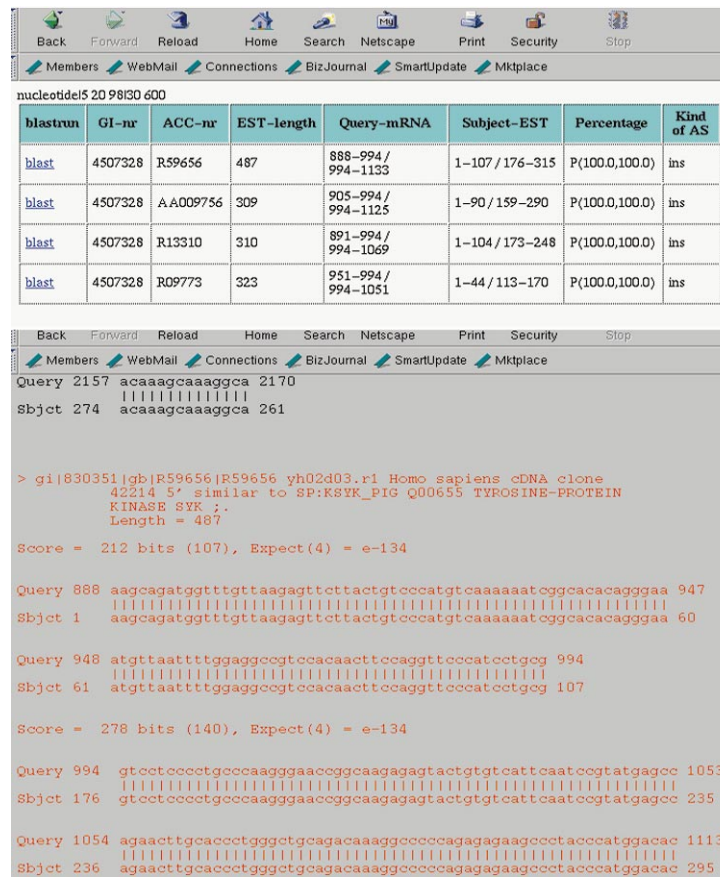 Back Forward Reload Home Search Netscape Print Security Stop
Members WebMail Connections BizJournal SmartUpdate Mktplace
nucleotide|5 20 98|30 600
blastrun GI-nr ACC-nr EST-length Query-mRNA Subject-EST Percentage Kind of AS
blast 4507328 R59656 487 888-994/ 994-1133 1-107/176-315 P(100.0,100.0) ins
blast 4507328 AA009756 309 905-994/ 994-1125 1-90/159-290 P(100.0,100.0) ins
blast 4507328 R13310 310 891-994/ 994-1069 1-104/173-248 P(100.0,100.0) ins
blast 4507328 R09773 323 951-994/ 994-1051 1-44/113-170 P(100.0,100.0) ins
Back Forward Reload Home Search Netscape Print Security Stop
Members WebMail Connections BizJournal SmartUpdate Mktplace
Query 2157 acaaagcaaaggca 2170
Sbjct 274 acaaagcaaaggca 261
> gi|830351|gb|R59656|R59656 yh02d03.r1 Homo sapiens cDNA clone
42214 5' similar to SP:KSYK_PIG Q00655 TYROSINE-PROTEIN
KINASE SYK ;.
Length = 487
Score = 212 bits (107), Expect(4) = e-134
Query 888 aagcagatggtttgttaagagttcttactgtcccatgtcaaaaaatcggcacacagggaa 947
Sbjct 1 aagcagatggtttgttaagagttcttactgtcccatgtcaaaaaatcggcacacagggaa 60
Query 948 atgttaattttggaggccgtccacaacttccaggttcccatcctgcg 994
Sbjct 61 atgttaattttggaggccgtccacaacttccaggttcccatcctgcg 107
Score = 278 bits (140), Expect(4) = e-134
Query 994 gtcctcccctgcccaagggaaccggcaagagagtactgtgtcattcaatccgtatgagcc 1053
Sbjct 176 gtcctcccctgcccaagggaaccggcaagagagtactgtgtcattcaatccgtatgagcc 235
Query 1054 agaacttgcaccctgggctgcagacaaaggcccccagagagaagccctacccatggacac 1113
Sbjct 236 agaacttgcaccctgggctgcagacaaaggcccccagagagaagccctacccatggacac 295